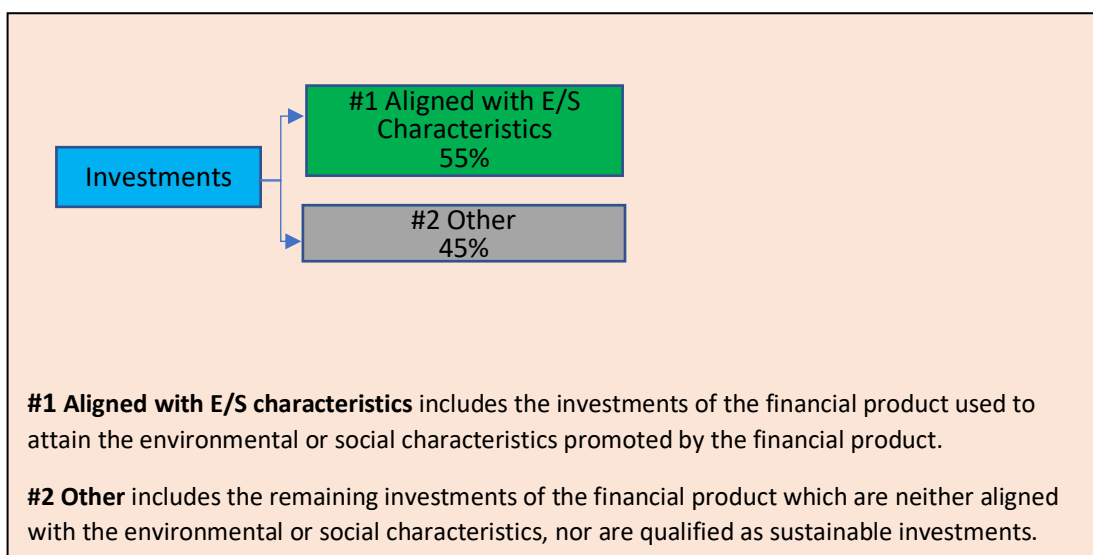 #1 Aligned with E/S
Characteristics
55%
Investments
#2 Other
45%
#1 Aligned with E/S characteristics includes the investments of the financial product used to
attain the environmental or social characteristics promoted by the financial product.
#2 Other includes the remaining investments of the financial product which are neither aligned
with the environmental or social characteristics, nor are qualified as sustainable investments.